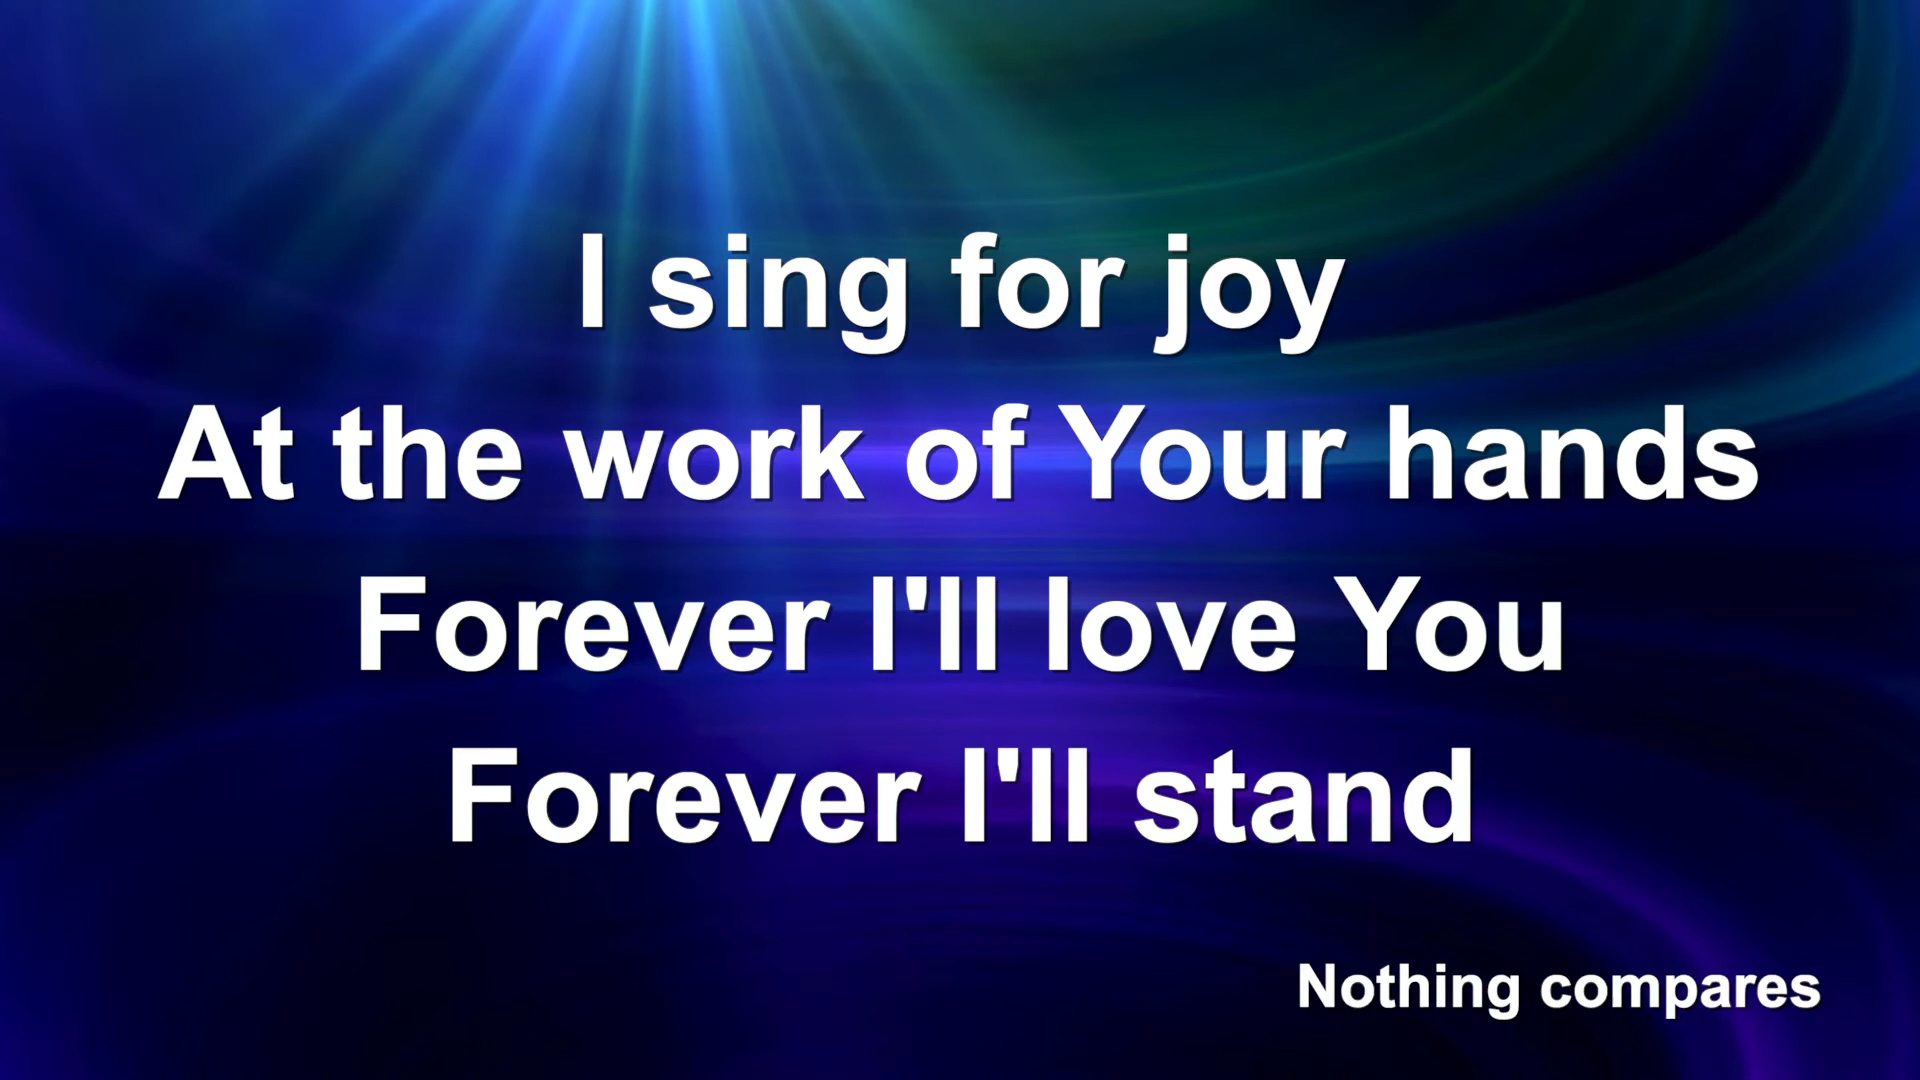 I sing for joy
At the work of Your hands
Forever I'll love You
Forever I'll stand
Nothing compares